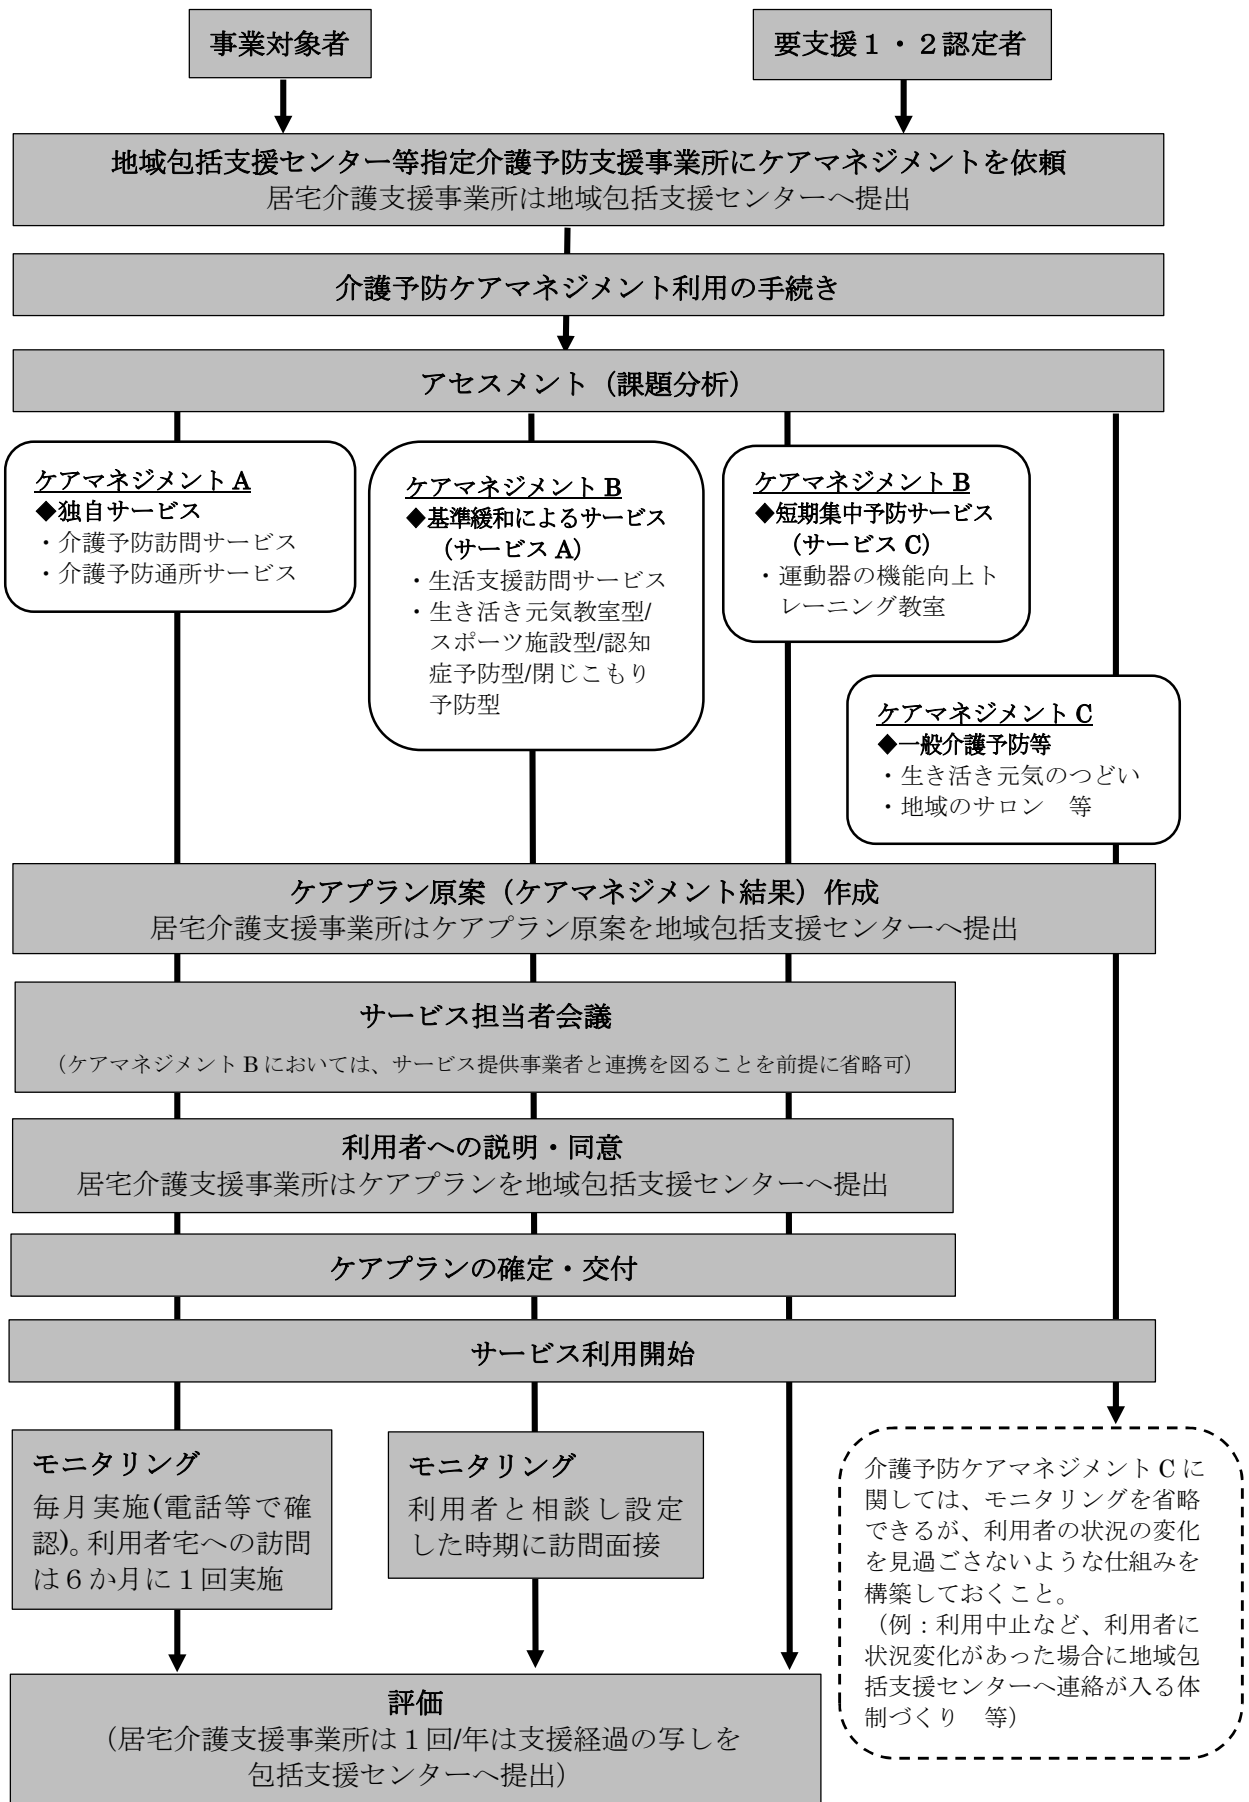 事業対象者
要支援１・２認定者
地域包括支援センター等指定介護予防支援事業所にケアマネジメントを依頼
居宅介護支援事業所は地域包括支援センターへ提出
介護予防ケアマネジメント利用の手続き
アセスメント（課題分析）
ケアマネジメント A
◆独自サービス
・介護予防訪問サービス
・介護予防通所サービス
ケアマネジメント B
◆基準緩和によるサービス
（サービス A）
・生活支援訪問サービス
・生き活き元気教室型/
スポーツ施設型/認知
症予防型/閉じこもり
予防型
ケアマネジメント B
◆短期集中予防サービス
（サービス C）
・運動器の機能向上ト
レーニング教室
ケアマネジメント C
◆一般介護予防等
・生き活き元気のつどい
・地域のサロン　等
ケアプラン原案（ケアマネジメント結果）作成
居宅介護支援事業所はケアプラン原案を地域包括支援センターへ提出
サービス担当者会議
（ケアマネジメント B においては、サービス提供事業者と連携を図ることを前提に省略可）
利用者への説明・同意
居宅介護支援事業所はケアプランを地域包括支援センターへ提出
ケアプランの確定・交付
サービス利用開始
モニタリング
毎月実施(電話等で確
認)。利用者宅への訪問
は６か月に１回実施
モニタリング
利用者と相談し設定
した時期に訪問面接
介護予防ケアマネジメント C に
関しては、モニタリングを省略
できるが、利用者の状況の変化
を見過ごさないような仕組みを
構築しておくこと。
（例：利用中止など、利用者に
状況変化があった場合に地域包
括支援センターへ連絡が入る体
制づくり　等）
評価
（居宅介護支援事業所は１回/年は支援経過の写しを
包括支援センターへ提出）